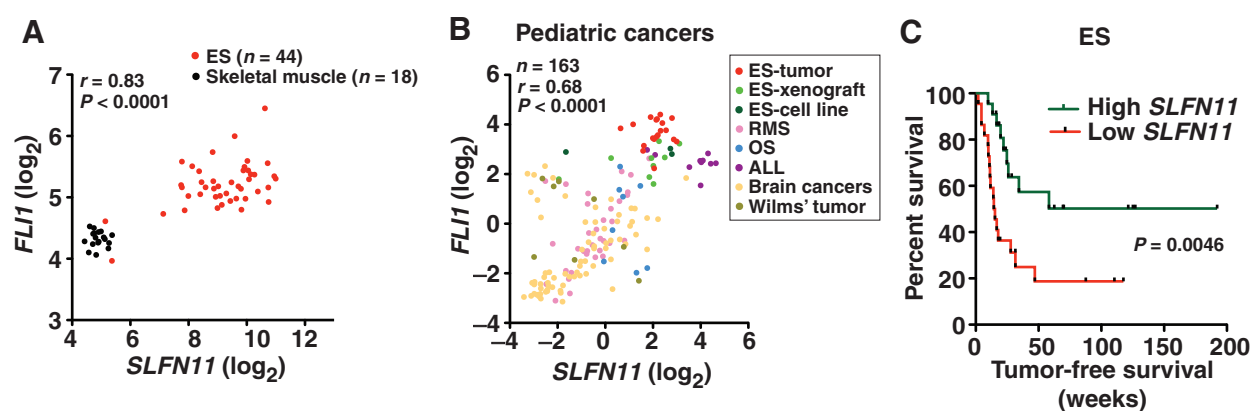 A
ES (n = 44)
Skeletal muscle (n = 18)
r = 0.83
P < 0.0001
7
6
5
4
3
4 6 8 10 12
FLI1 (log2)
SLFN11 (log2)
B
Pediatric cancers
n = 163
r = 0.68
P < 0.0001
6
4
2
0
−2
−4
−4 −2 0 2 4 6
FLI1 (log2)
SLFN11 (log2)
ES-tumor
ES-xenograft
ES-cell line
RMS
OS
ALL
Brain cancers
Wilms’ tumor
C
ES
High SLFN11
Low SLFN11
P = 0.0046
100
80
60
40
20
0
0 50 100 150 200
Percent survival
Tumor-free survival
(weeks)